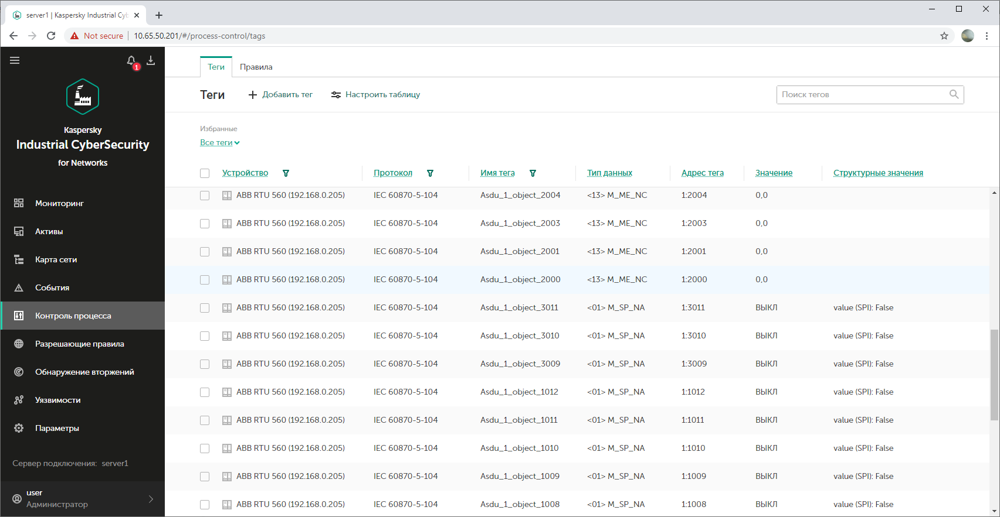 server1 | Kaspersky Industrial Cyb
Not secure
10.65.50.201/#/process-control/tags
1
Kaspersky
Industrial CyberSecurity
for Networks
Мониторинг
Активы
Карта сети
События
Контроль процесса
Разрешающие правила
Обнаружение вторжений
Уязвимости
Параметры
Сервер подключения: server1
user
Администратор
Теги Правила
Теги Добавить тег Настроить таблицу Поиск тегов
Избранные
Все теги
Устройство Протокол Имя тега Тип данных Адрес тега Значение Структурные значения
ABB RTU 560 (192.168.0.205) IEC 60870-5-104 Asdu_1_object_2004 <13> M_ME_NC 1:2004 0,0
ABB RTU 560 (192.168.0.205) IEC 60870-5-104 Asdu_1_object_2003 <13> M_ME_NC 1:2003 0,0
ABB RTU 560 (192.168.0.205) IEC 60870-5-104 Asdu_1_object_2001 <13> M_ME_NC 1:2001 0,0
ABB RTU 560 (192.168.0.205) IEC 60870-5-104 Asdu_1_object_2000 <13> M_ME_NC 1:2000 0,0
ABB RTU 560 (192.168.0.205) IEC 60870-5-104 Asdu_1_object_3011 <01> M_SP_NA 1:3011 ВЫКЛ value (SPI): False
ABB RTU 560 (192.168.0.205) IEC 60870-5-104 Asdu_1_object_3010 <01> M_SP_NA 1:3010 ВЫКЛ value (SPI): False
ABB RTU 560 (192.168.0.205) IEC 60870-5-104 Asdu_1_object_3009 <01> M_SP_NA 1:3009 ВЫКЛ value (SPI): False
ABB RTU 560 (192.168.0.205) IEC 60870-5-104 Asdu_1_object_1012 <01> M_SP_NA 1:1012 ВЫКЛ value (SPI): False
ABB RTU 560 (192.168.0.205) IEC 60870-5-104 Asdu_1_object_1011 <01> M_SP_NA 1:1011 ВЫКЛ value (SPI): False
ABB RTU 560 (192.168.0.205) IEC 60870-5-104 Asdu_1_object_1010 <01> M_SP_NA 1:1010 ВЫКЛ value (SPI): False
ABB RTU 560 (192.168.0.205) IEC 60870-5-104 Asdu_1_object_1009 <01> M_SP_NA 1:1009 ВЫКЛ value (SPI): False
ABB RTU 560 (192.168.0.205) IEC 60870-5-104 Asdu_1_object_1008 <01> M_SP_NA 1:1008 ВЫКЛ value (SPI): False